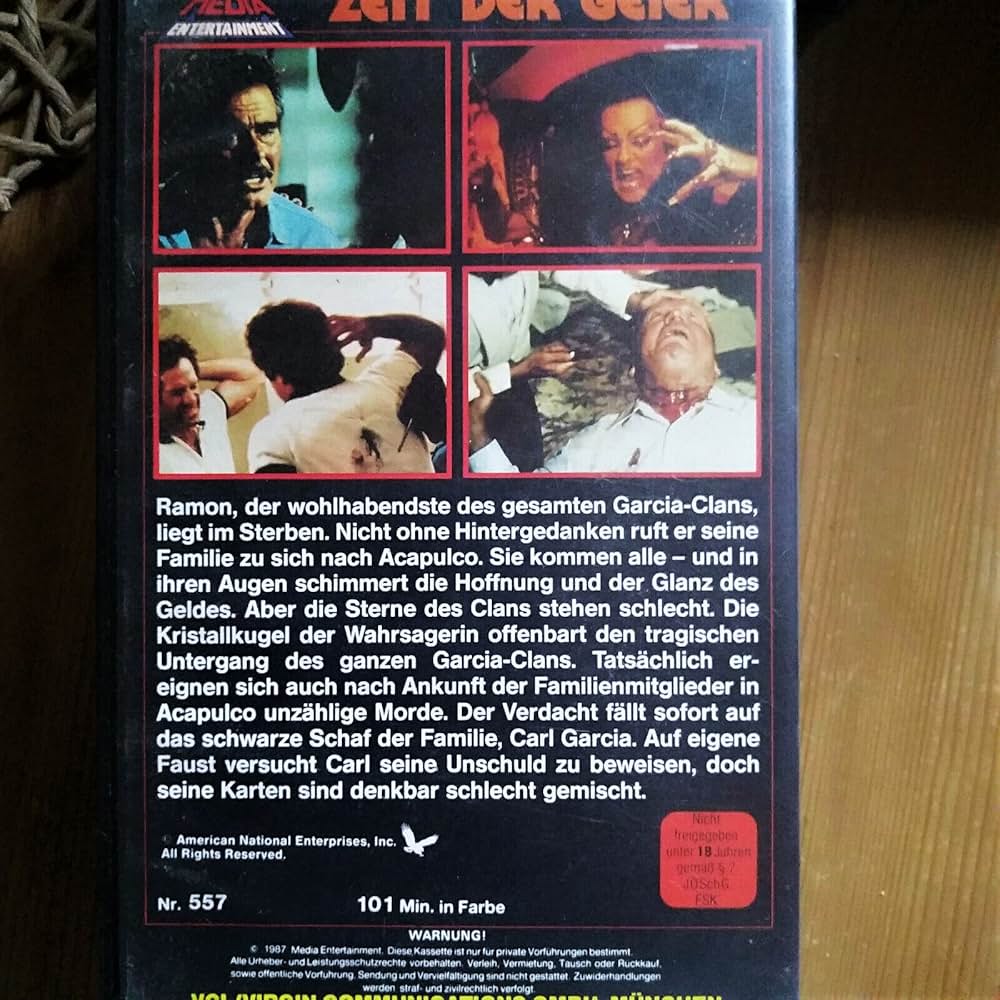 MEDIA
ENTERTAINMENT
ZEIT DER GEIER
Ramon, der wohlhabendste des gesamten Garcia-Clans,
liegt im Sterben. Nicht ohne Hintergedanken ruft er seine
Familie zu sich nach Acapulco. Sie kommen alle – und in
ihren Augen schimmert die Hoffnung und der Glanz des
Geldes. Aber die Sterne des Clans stehen schlecht. Die
Kristallkugel der Wahrsagerin offenbart den tragischen
Untergang des ganzen Garcia-Clans. Tatsächlich er-
eignen sich auch nach Ankunft der Familienmitglieder in
Acapulco unzählige Morde. Der Verdacht fällt sofort auf
das schwarze Schaf der Familie, Carl Garcia. Auf eigene
Faust versucht Carl seine Unschuld zu beweisen, doch
seine Karten sind denkbar schlecht gemischt.
© American National Enterprises, Inc.
All Rights Reserved.
Nicht
freigegeben
unter 18 Jahren
gemäß § 7
JÖSchG
FSK
Nr. 557
101 Min. in Farbe
WARNUNG!
© 1987 Media Entertainment. Diese Kassette ist nur für private Vorführungen bestimmt.
Alle Urheber- und Leistungsschutzrechte vorbehalten. Verleih, Vermietung, Tausch oder Rückkauf,
sowie öffentliche Vorführung, Sendung und Vervielfältigung sind nicht gestattet. Zuwiderhandlungen
werden straf- und zivilrechtlich verfolgt.
VCL/VIRGIN COMMUNICATIONS GMBH, MÜNCHEN